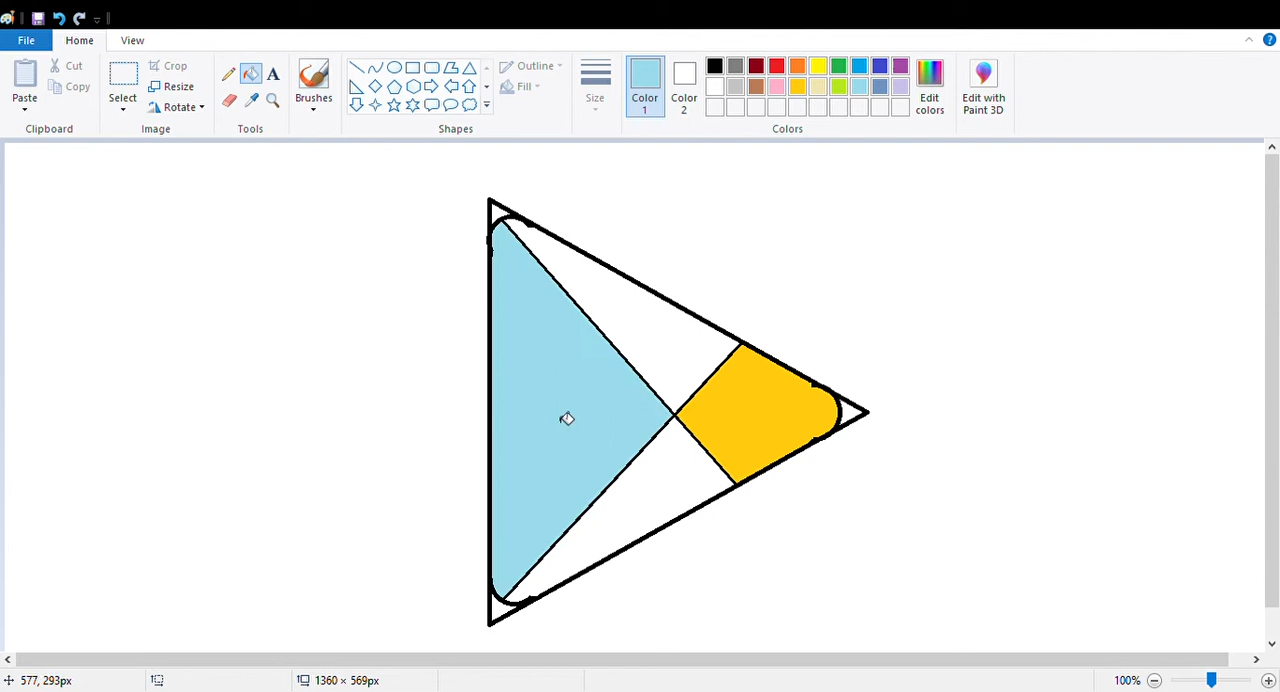 File Home View
Paste Cut Copy
Select Crop Resize Rotate
A
Brushes
Outline Fill
Size
Color 1 Color 2
Edit colors
Edit with Paint 3D
Clipboard Image Tools Shapes Colors
577, 293px 1360 × 569px 100%